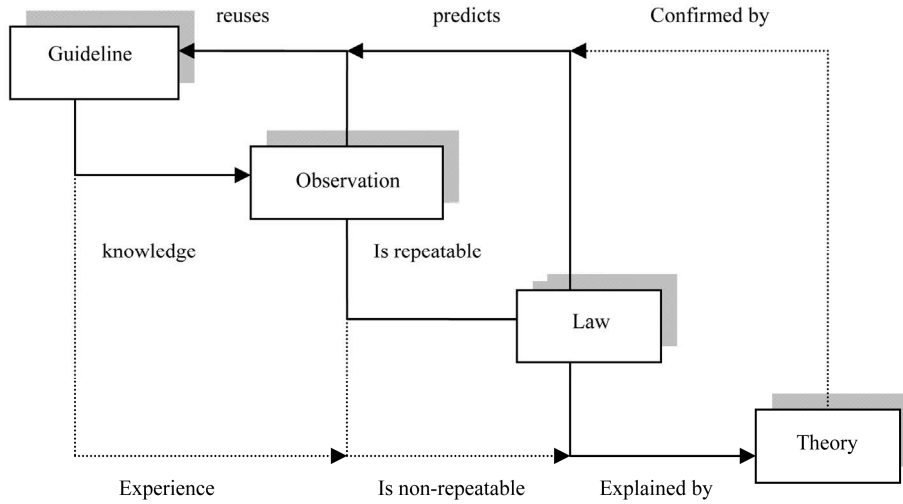 reuses
predicts
Confirmed by
Guideline
Observation
knowledge
Is repeatable
Law
Theory
Experience
Is non-repeatable
Explained by